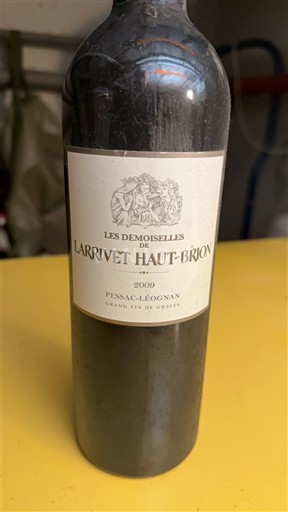 LES DEMOISELLES
DE
LARRIVET HAUT-BRION
2009
PESSAC-LÉOGNAN
GRAND VIN DE GRAVES